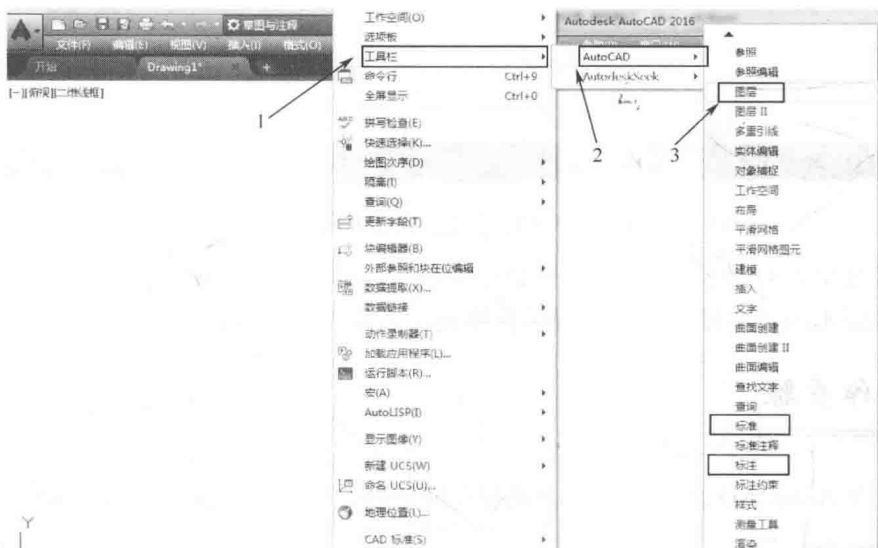 草图与注释
文件(F) 编辑(E) 视图(V) 插入(I) 格式(O)
开始 Drawing1*
[-][俯视][二维线框]
1
Y
工作空间(O)
选项板
工具栏
命令行 Ctrl+9
全屏显示 Ctrl+0
拼写检查(E)
快速选择(K)...
绘图次序(D)
隔离(I)
查询(Q)
更新字段(T)
块编辑器(B)
外部参照和块在位编辑
数据提取(X)...
数据链接
动作录制器(T)
加载应用程序(L)...
运行脚本(R)...
宏(A)
AutoLISP(I)
显示图像(Y)
新建 UCS(W)
命名 UCS(U)...
地理位置(L)...
CAD 标准(S)
Autodesk AutoCAD 2016
AutoCAD
AutodeskSeek
2
3
参照
参照编辑
图层
图层 II
多重引线
实体编辑
对象捕捉
工作空间
布局
平滑网格
平滑网格图元
建模
插入
文字
曲面创建
曲面创建 II
曲面编辑
查找文字
查询
标准
标准注释
标注
标注约束
样式
测量工具
渲染